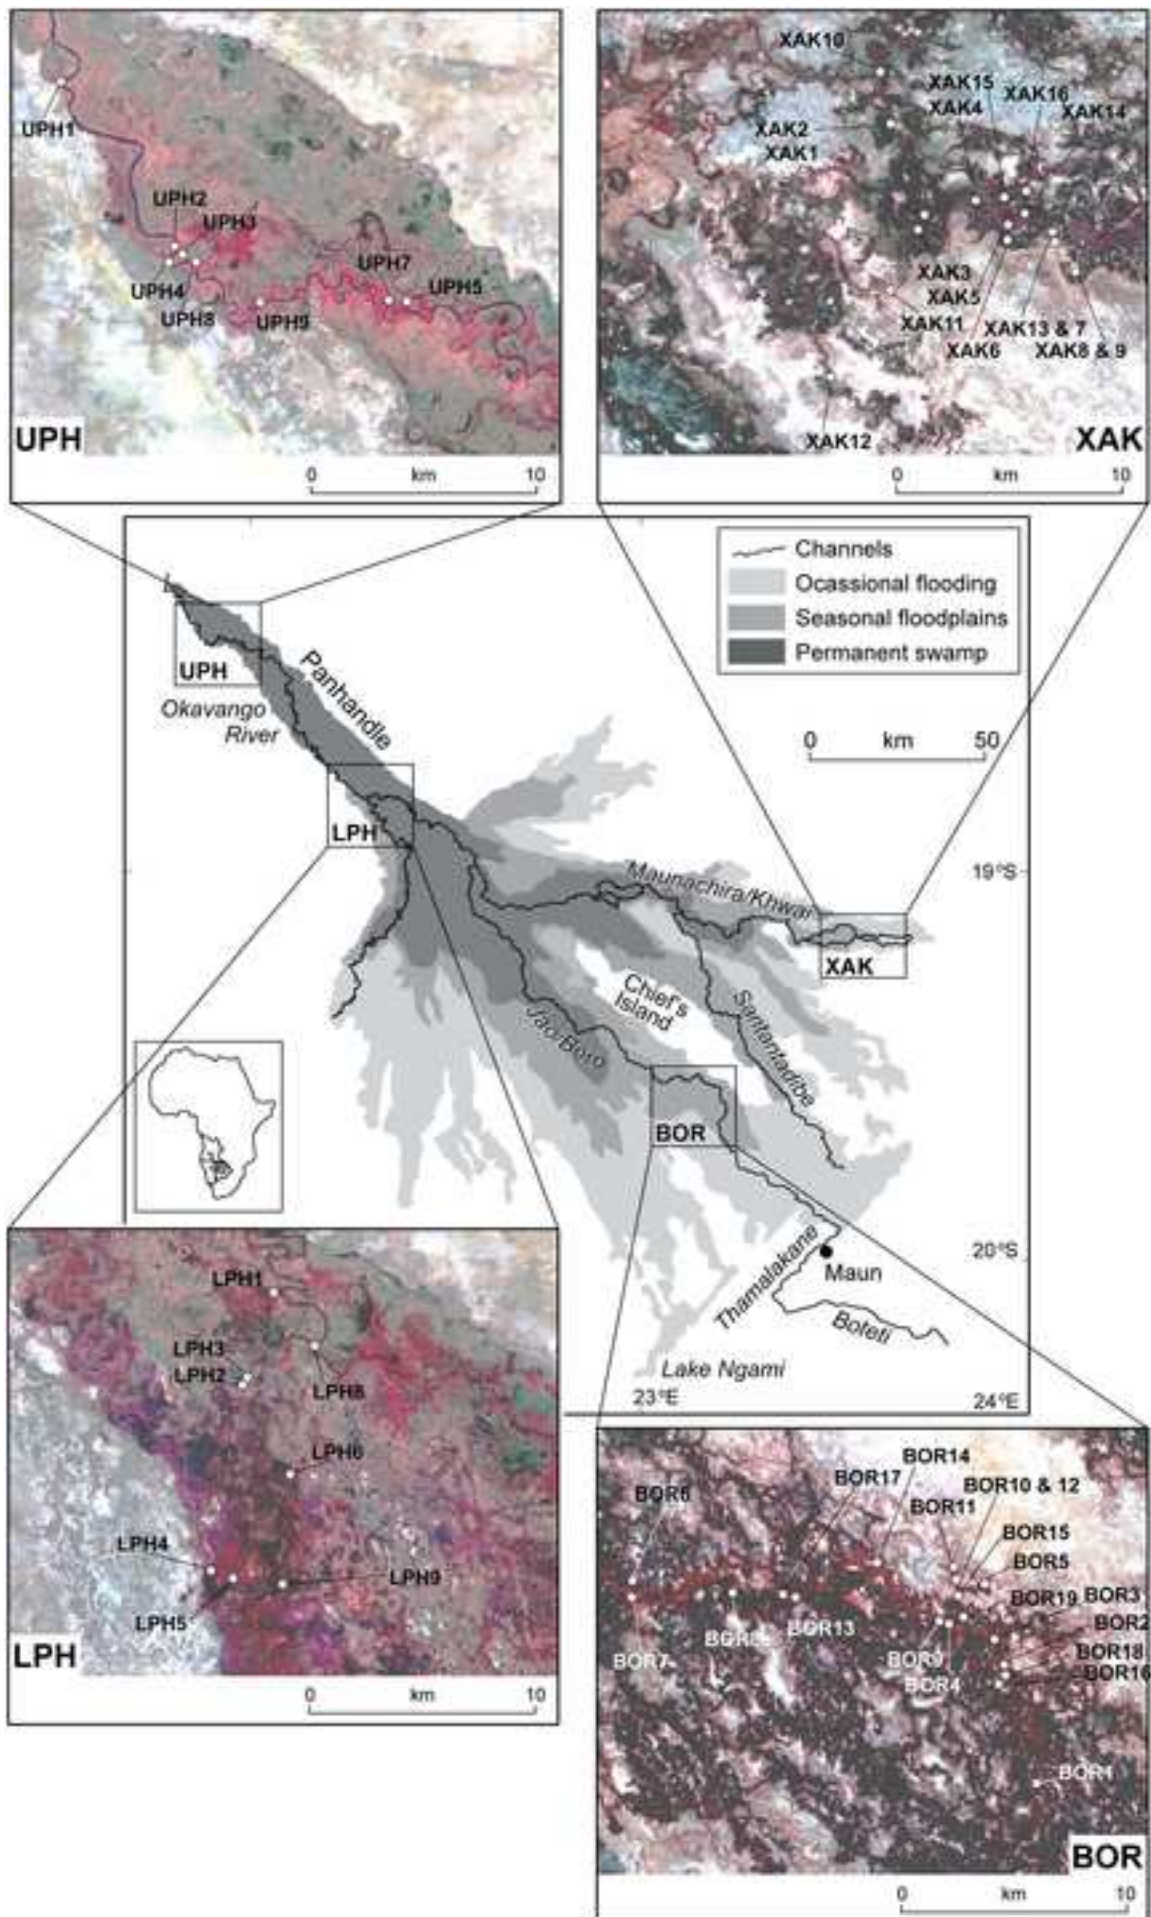 UPH1
UPH2
UPH3
UPH4
UPH7
UPH5
UPH8
UPH9
UPH
0 km 10
XAK10
XAK15
XAK16
XAK4
XAK14
XAK2
XAK1
XAK3
XAK5
XAK11
XAK13 & 7
XAK6
XAK8 & 9
XAK12
XAK
0 km 10
Channels
Ocassional flooding
Seasonal floodplains
Permanent swamp
0 km 50
UPH
Panhandle
Okavango
River
LPH
19°S
Maunachira/Khwai
XAK
Chief's
Island
Santantadibe
Jao/Boro
BOR
20°S
Thamalakane
Maun
Boteti
Lake Ngami
23°E
24°E
LPH1
LPH3
LPH2
LPH8
LPH6
LPH4
LPH9
LPH5
LPH
0 km 10
BOR14
BOR17
BOR10 & 12
BOR6
BOR11
BOR15
BOR5
BOR19
BOR3
BOR2
BOR13
BOR18
BOR7
BOR9
BOR16
BOR4
BOR1
BOR
0 km 10